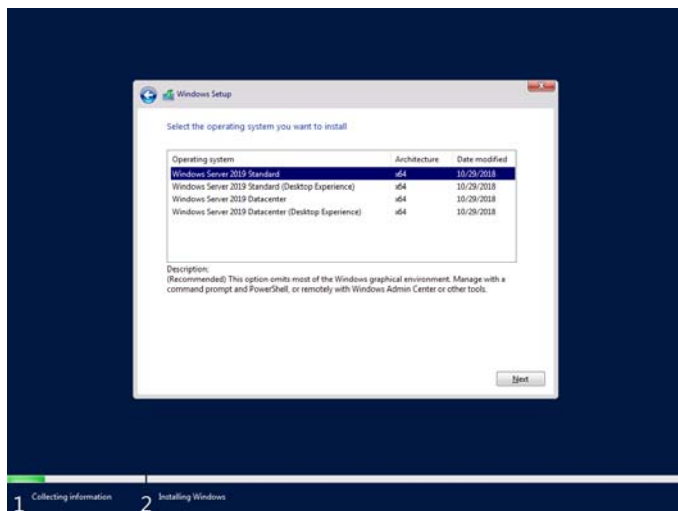 Windows Setup
Select the operating system you want to install
Operating system Architecture Date modified
Windows Server 2019 Standard x64 10/29/2018
Windows Server 2019 Standard (Desktop Experience) x64 10/29/2018
Windows Server 2019 Datacenter x64 10/29/2018
Windows Server 2019 Datacenter (Desktop Experience) x64 10/29/2018
Description:
(Recommended) This option omits most of the Windows graphical environment. Manage with a
command prompt and PowerShell, or remotely with Windows Admin Center or other tools.
Next
1 Collecting information 2 Installing Windows